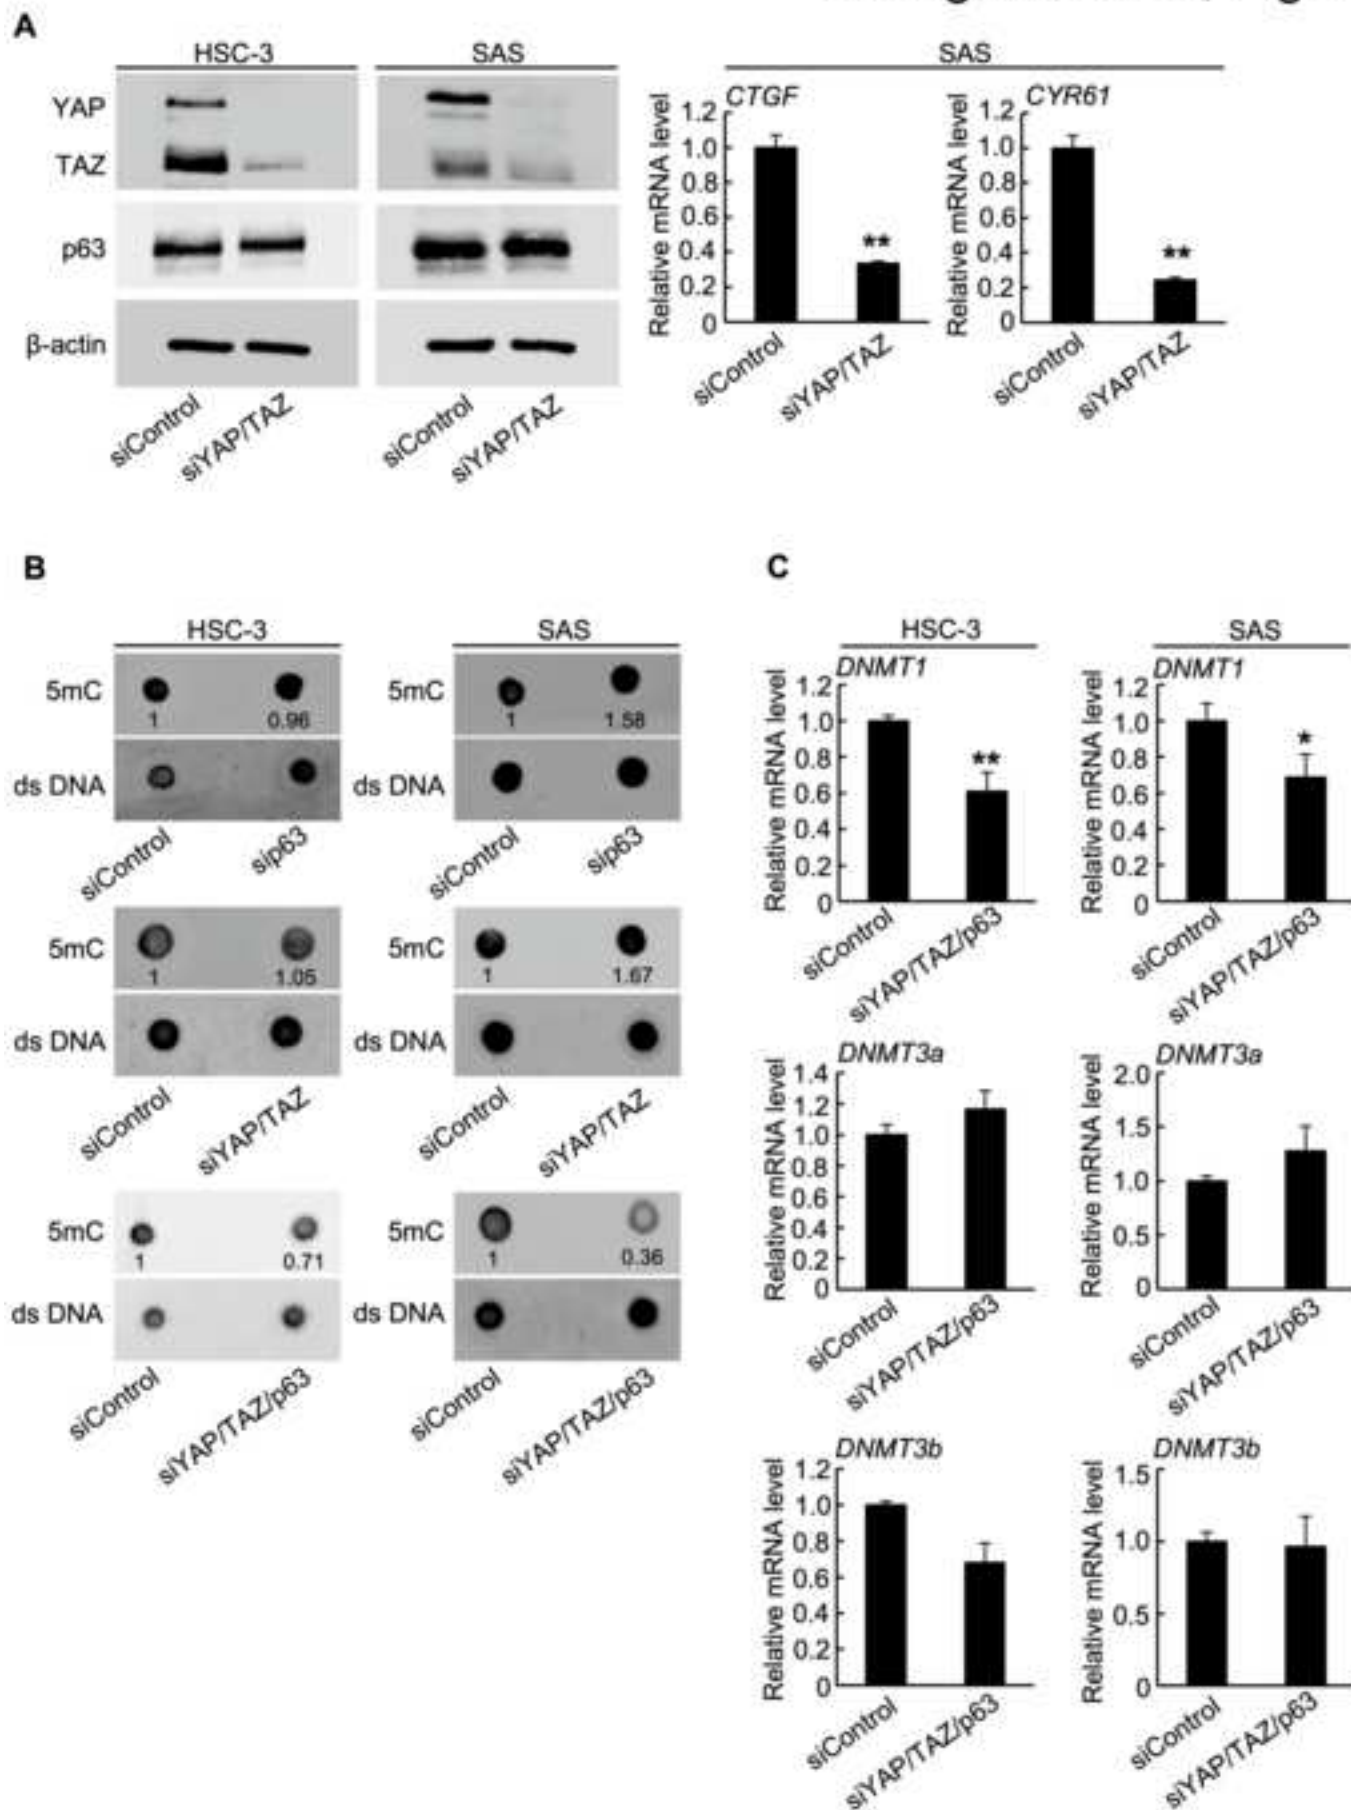 A
HSC-3
SAS
SAS
YAP
TAZ
p63
β-actin
siControl
siYAP/TAZ
siControl
siYAP/TAZ
CTGF
Relative mRNA level
1.2
1.0
0.8
0.6
0.4
0.2
0
**
siControl
siYAP/TAZ
CYR61
Relative mRNA level
1.2
1.0
0.8
0.6
0.4
0.2
0
**
siControl
siYAP/TAZ
B
HSC-3
SAS
5mC
1
0.96
ds DNA
siControl
sip63
5mC
1
1.58
ds DNA
siControl
sip63
5mC
1
1.05
ds DNA
siControl
siYAP/TAZ
5mC
1
1.67
ds DNA
siControl
siYAP/TAZ
5mC
1
0.71
ds DNA
siControl
siYAP/TAZ/p63
5mC
1
0.36
ds DNA
siControl
siYAP/TAZ/p63
C
HSC-3
SAS
DNMT1
Relative mRNA level
1.2
1.0
0.8
0.6
0.4
0.2
0
**
siControl
siYAP/TAZ/p63
DNMT1
Relative mRNA level
1.2
1.0
0.8
0.6
0.4
0.2
0
*
siControl
siYAP/TAZ/p63
DNMT3a
Relative mRNA level
1.4
1.2
1.0
0.8
0.6
0.4
0.2
0
siControl
siYAP/TAZ/p63
DNMT3a
Relative mRNA level
2.0
1.5
1.0
0.5
0
siControl
siYAP/TAZ/p63
DNMT3b
Relative mRNA level
1.2
1.0
0.8
0.6
0.4
0.2
0
siControl
siYAP/TAZ/p63
DNMT3b
Relative mRNA level
1.5
1.0
0.5
0
siControl
siYAP/TAZ/p63